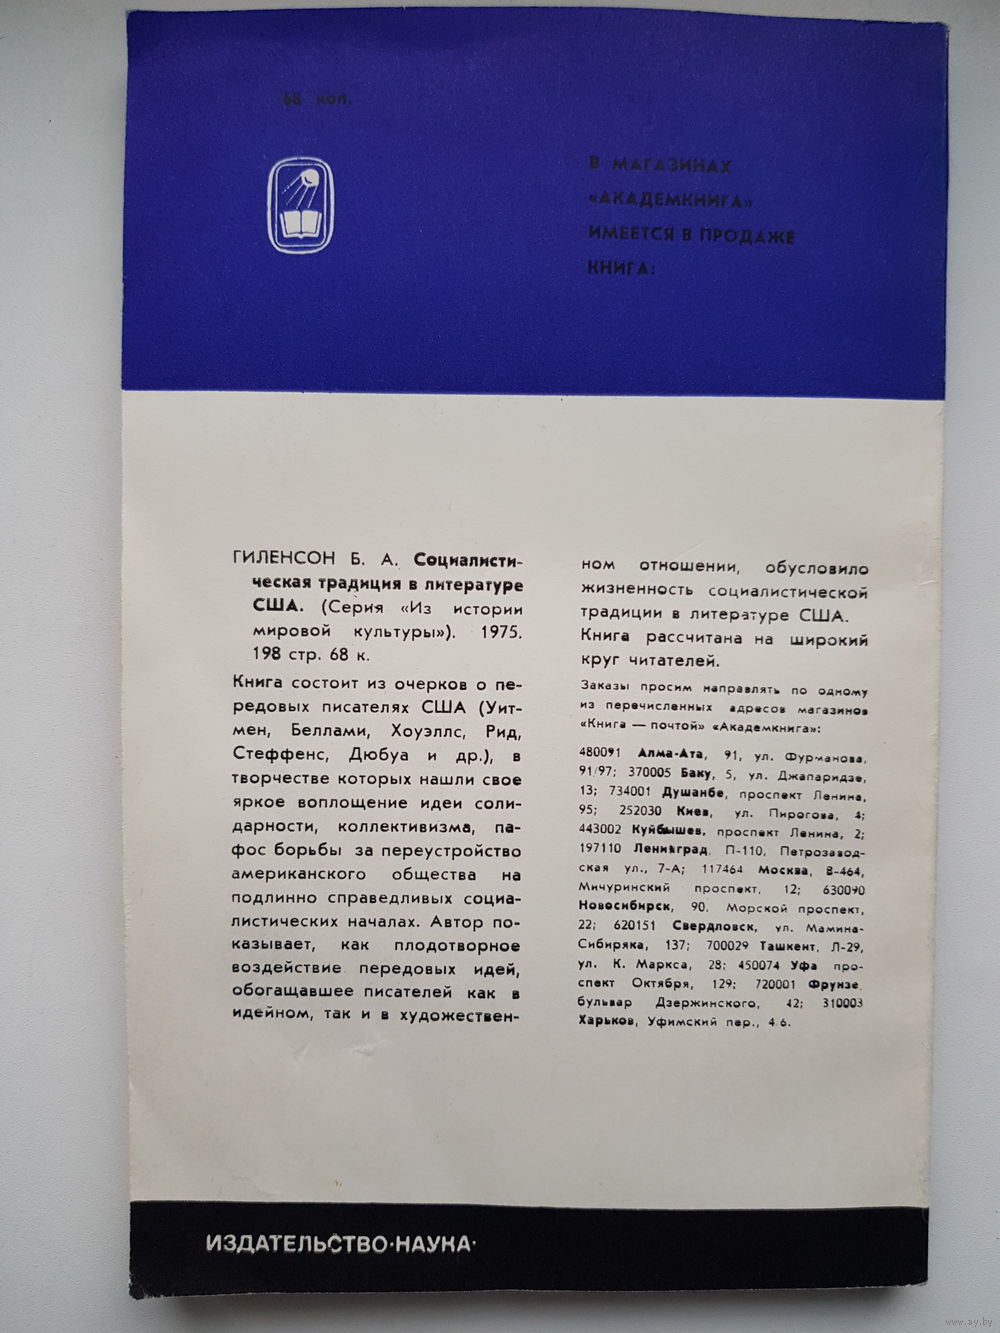 68 коп.
В МАГАЗИНАХ
«АКАДЕМКНИГА»
ИМЕЕТСЯ В ПРОДАЖЕ
КНИГА:
ГИЛЕНСОН Б. А. Социалисти-
ческая традиция в литературе
США. (Серия «Из истории
мировой культуры»). 1975.
198 стр. 68 к.
Книга состоит из очерков о пе-
редовых писателях США (Уит-
мен, Беллами, Хоуэллс, Рид,
Стеффенс, Дюбуа и др.), в
творчестве которых нашли свое
яркое воплощение идеи соли-
дарности, коллективизма, па-
фос борьбы за переустройство
американского общества на
подлинно справедливых социа-
листических началах. Автор по-
казывает, как плодотворное
воздействие передовых идей,
обогащавшее писателей как в
идейном, так и в художествен-
ном отношении, обусловило
жизненность социалистической
традиции в литературе США.
Книга рассчитана на широкий
круг читателей.
Заказы просим направлять по одному
из перечисленных адресов магазинов
«Книга — почтой» «Академкнига»:
480091 Алма-Ата, 91, ул. Фурманова,
91/97; 370005 Баку, 5, ул. Джапаридзе,
13; 734001 Душанбе, проспект Ленина,
95; 252030 Киев, ул. Пирогова, 4;
443002 Куйбышев, проспект Ленина, 2;
197110 Ленинград, П-110, Петрозавод-
ская ул., 7-А; 117464 Москва, В-464,
Мичуринский проспект, 12; 630090
Новосибирск, 90, Морской проспект,
22; 620151 Свердловск, ул. Мамина-
Сибиряка, 137; 700029 Ташкент, Л-29,
ул. К. Маркса, 28; 450074 Уфа про-
спект Октября, 129; 720001 Фрунзе,
бульвар Дзержинского, 42; 310003
Харьков, Уфимский пер., 4/6.
ИЗДАТЕЛЬСТВО·НАУКА·
www.ay.by